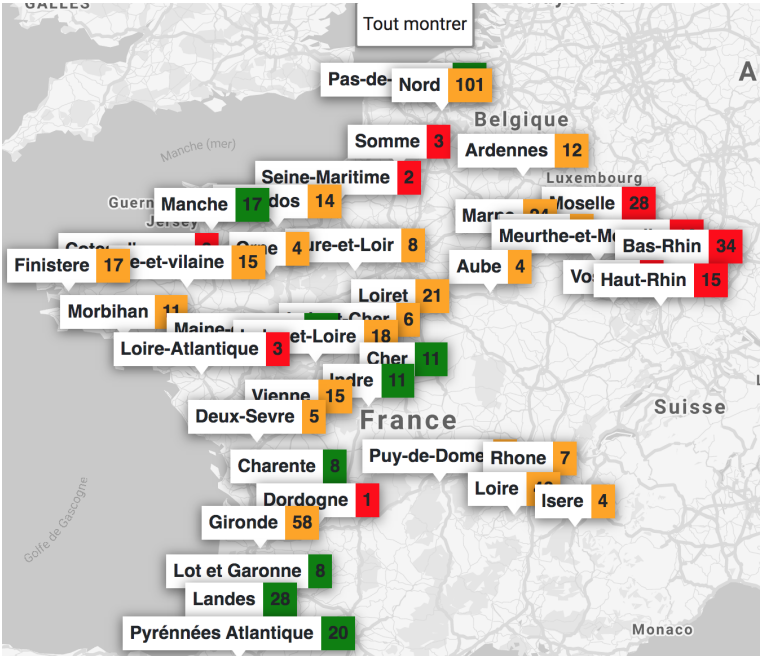 GALLES
Tout montrer
A
Pas-de-
Nord 101
Belgique
Somme 3
Ardennes 12
Manche (mer)
Seine-Maritime 2
Luxembourg
Manche 17
dos 14
Moselle 28
Guern
Jersey
Marne 24
Meurthe-et-Mo
Bas-Rhin 34
Orne 4
ure-et-Loir 8
Finistere 17
e-et-vilaine 15
Aube 4
Vos
Haut-Rhin 15
Loiret 21
Morbihan 11
et-Cher 6
Maine-
et-Loire 18
Loire-Atlantique 3
Cher 11
Indre 11
Vienne 15
Deux-Sevre 5
France
Suisse
Puy-de-Dome
Rhone 7
Charente 8
Loire
Dordogne 1
Isere 4
Gironde 58
Golfe de Gascogne
Lot et Garonne 8
Landes 28
Pyrénnées Atlantique 20
Monaco